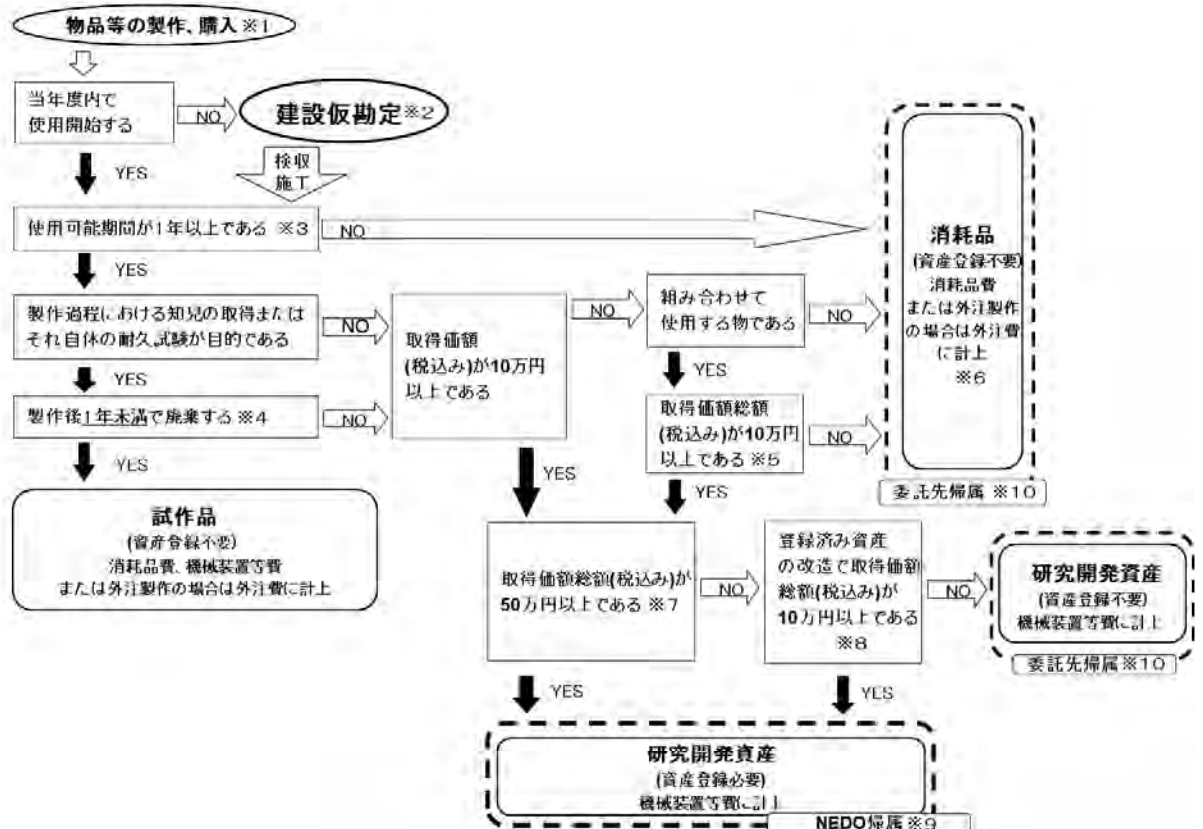 物品等の製作、購入※1
当年度内で
使用開始する
NO
建設仮勘定※2
YES
検収
施工
使用可能期間が1年以上である ※3
NO
YES
製作過程における知見の取得または
それ自体の耐久試験が目的である
NO
YES
製作後1年未満で廃棄する※4
NO
YES
試作品
(資産登録不要)
消耗品費、機械装置等費
または外注製作の場合は外注費に計上
取得価額
(税込み)が10万円
以上である
NO
YES
組み合わせて
使用する物である
NO
YES
取得価額総額
(税込み)が10万円
以上である※5
NO
YES
消耗品
(資産登録不要)
消耗品費
または外注製作
の場合は外注費
に計上
※6
委託先帰属 ※10
取得価額総額(税込み)が
50万円以上である ※7
NO
YES
登録済み資産
の改造で取得価額
総額(税込み)が
10万円以上である
※8
NO
YES
研究開発資産
(資産登録不要)
機械装置等費に計上
委託先帰属※10
研究開発資産
(資産登録必要)
機械装置等費に計上
NEDO帰属※9